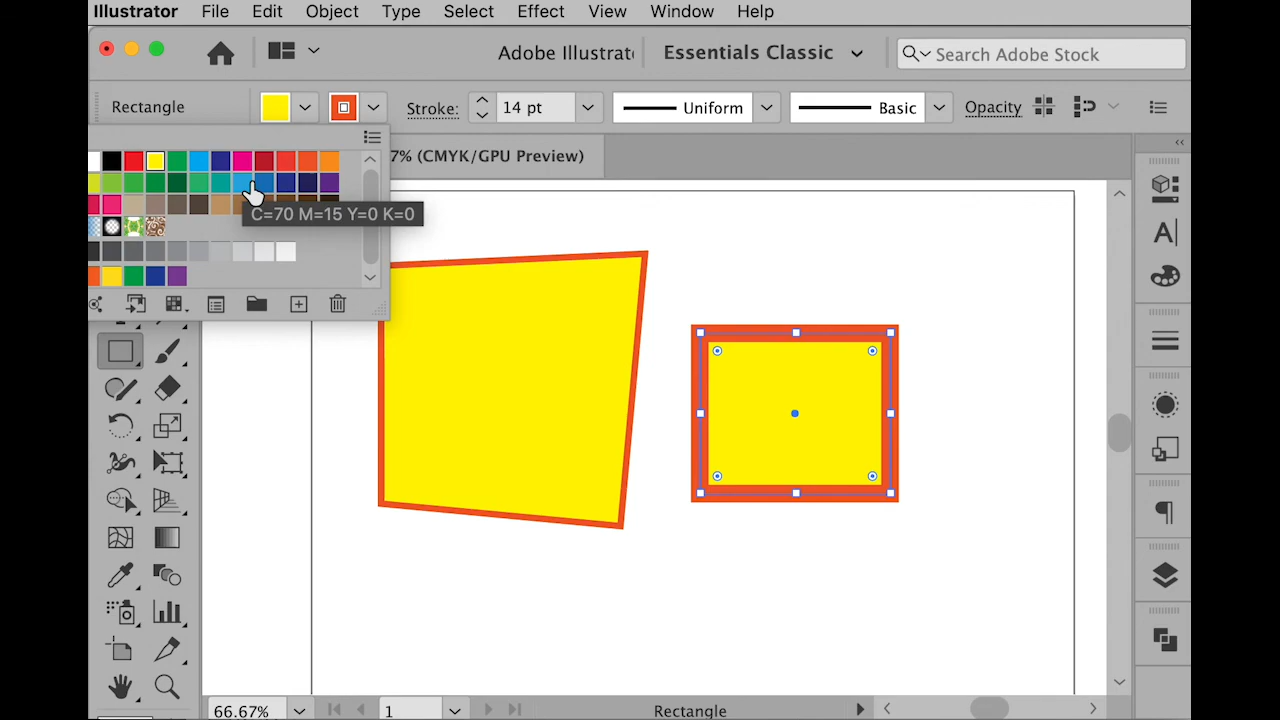 Illustrator File Edit Object Type Select Effect View Window Help
Adobe Illustrat Essentials Classic Search Adobe Stock
Rectangle Stroke: 14 pt Uniform Basic Opacity
7% (CMYK/GPU Preview)
C=70 M=15 Y=0 K=0
66.67% 1 Rectangle